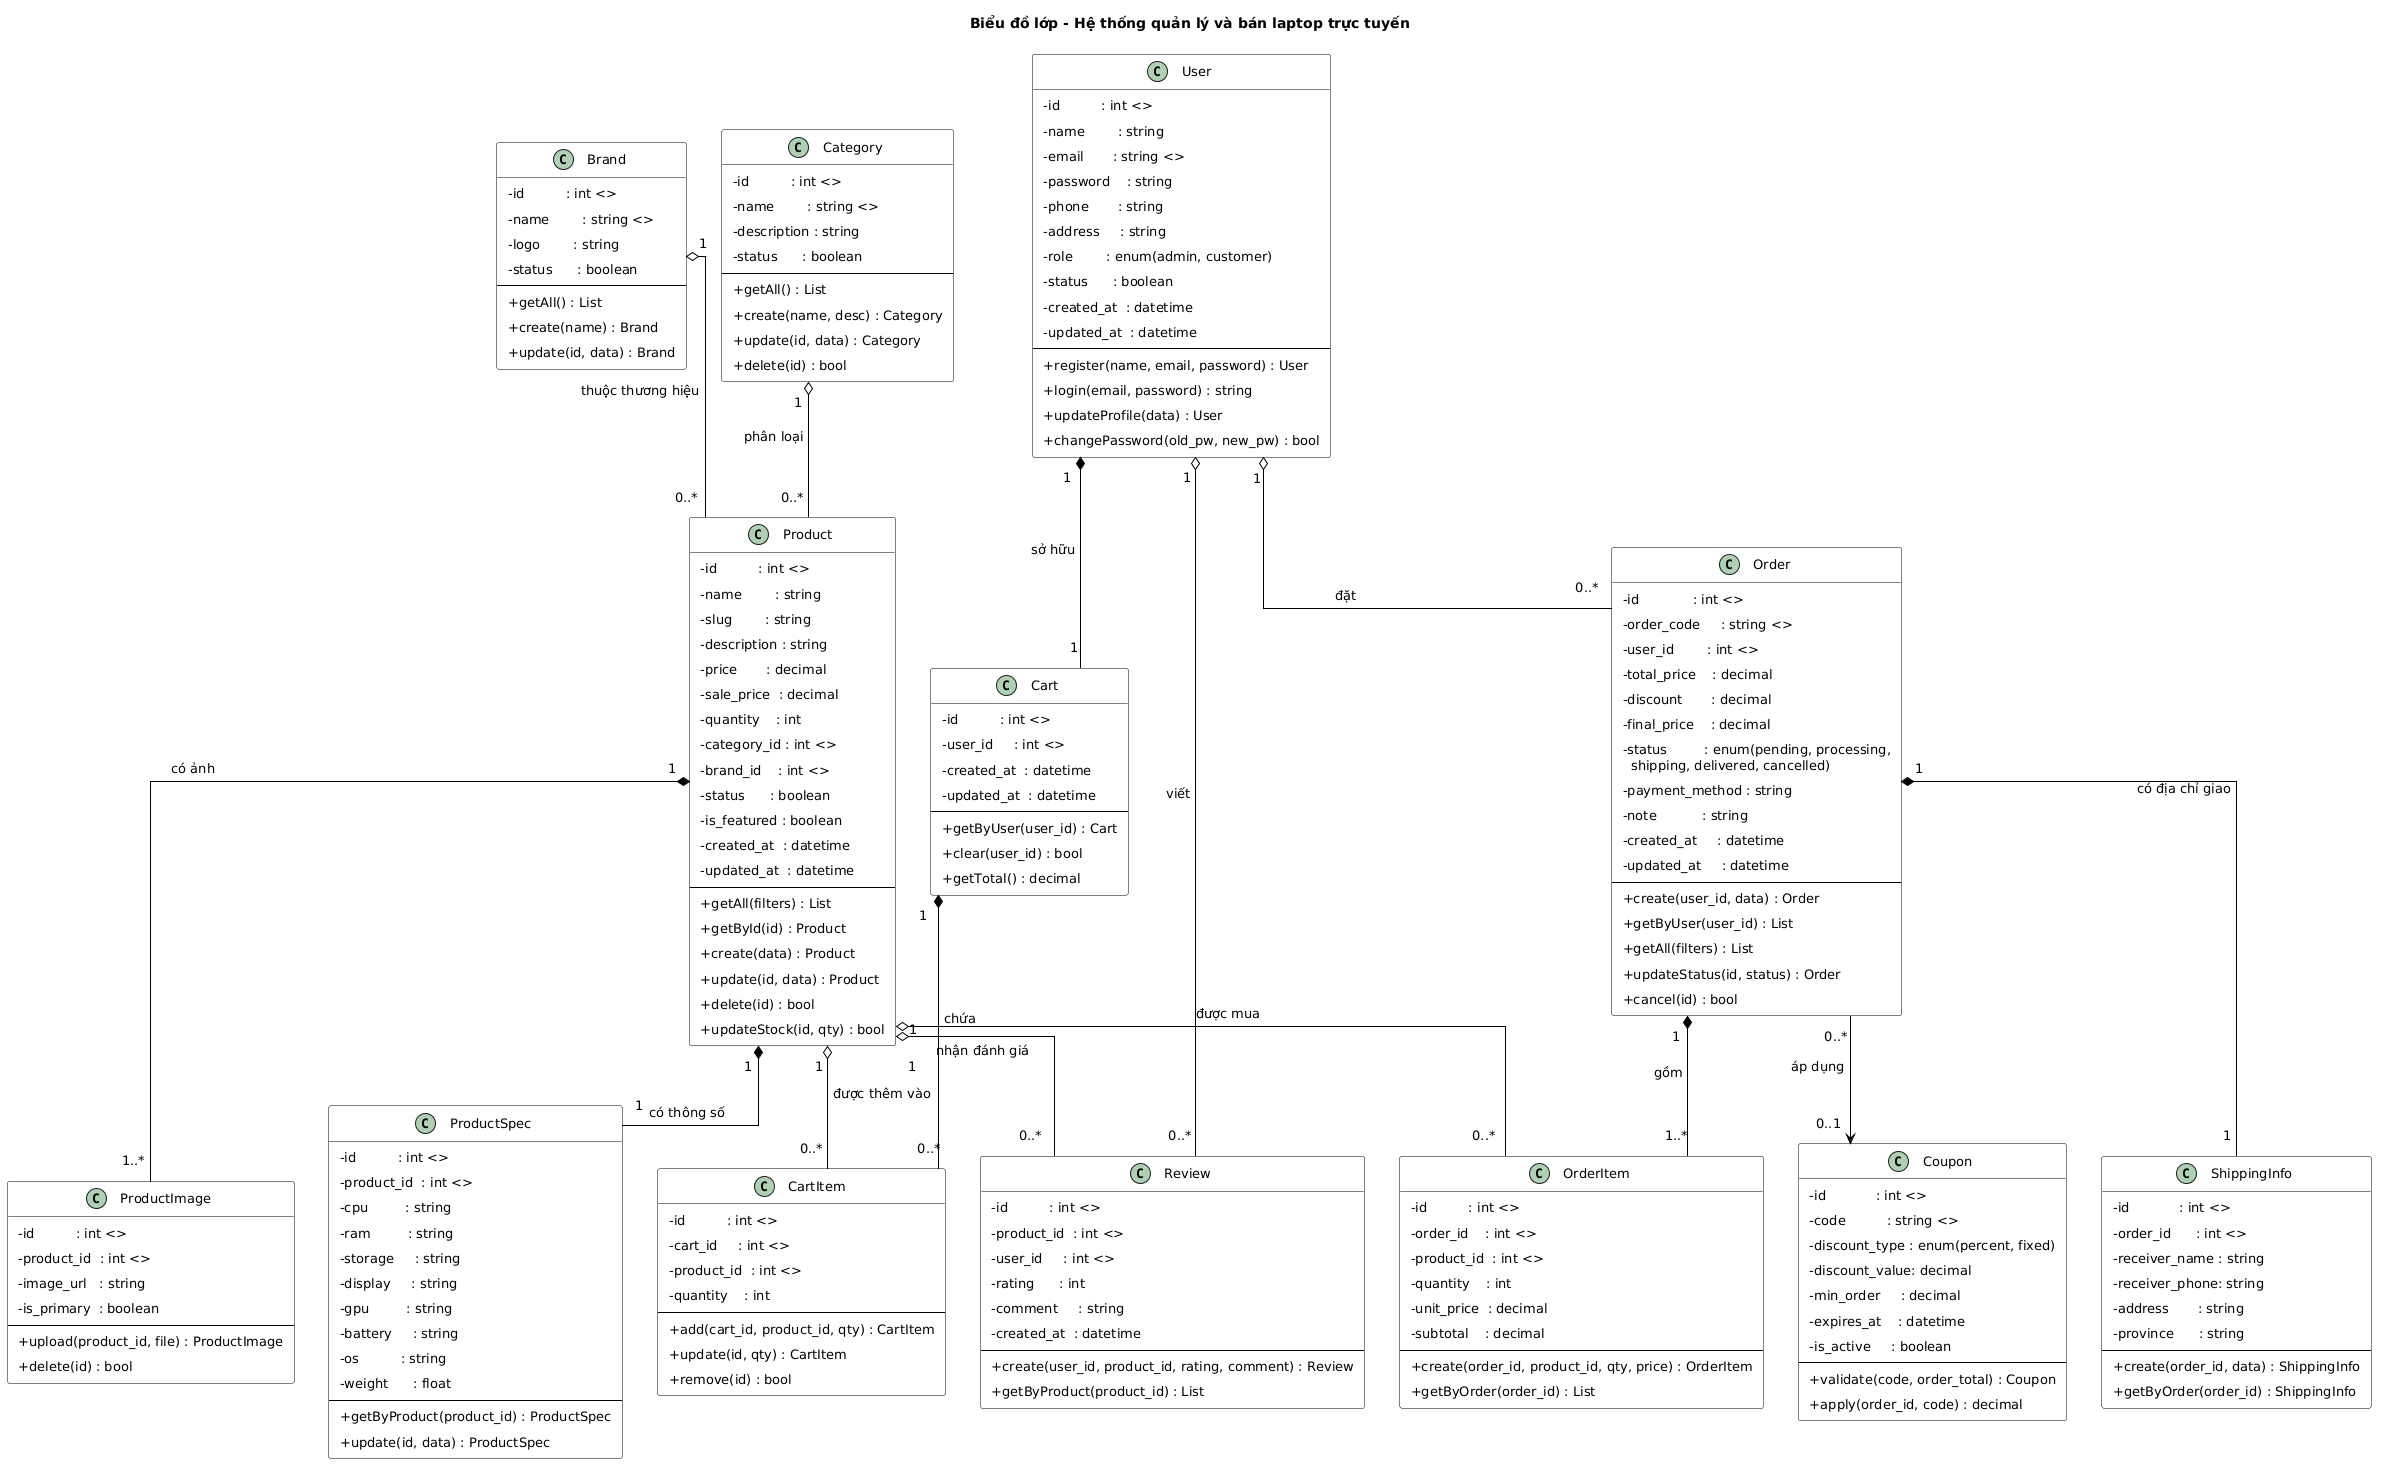 Biểu đồ lớp - Hệ thống quản lý và bán laptop trực tuyến
C User
-id : int <>
-name : string
-email : string <>
-password : string
-phone : string
-address : string
-role : enum(admin, customer)
-status : boolean
-created_at : datetime
-updated_at : datetime
+register(name, email, password) : User
+login(email, password) : string
+updateProfile(data) : User
+changePassword(old_pw, new_pw) : bool
C Brand
-id : int <>
-name : string <>
-logo : string
-status : boolean
+getAll() : List
+create(name) : Brand
+update(id, data) : Brand
C Category
-id : int <>
-name : string <>
-description : string
-status : boolean
+getAll() : List
+create(name, desc) : Category
+update(id, data) : Category
+delete(id) : bool
1
thuộc thương hiệu
0..*
1
phân loại
0..*
1
sở hữu
1
1
viết
0..*
1
đặt
0..*
C Product
-id : int <>
-name : string
-slug : string
-description : string
-price : decimal
-sale_price : decimal
-quantity : int
-category_id : int <>
-brand_id : int <>
-status : boolean
-is_featured : boolean
-created_at : datetime
-updated_at : datetime
+getAll(filters) : List
+getById(id) : Product
+create(data) : Product
+update(id, data) : Product
+delete(id) : bool
+updateStock(id, qty) : bool
C Cart
-id : int <>
-user_id : int <>
-created_at : datetime
-updated_at : datetime
+getByUser(user_id) : Cart
+clear(user_id) : bool
+getTotal() : decimal
C Order
-id : int <>
-order_code : string <>
-user_id : int <>
-total_price : decimal
-discount : decimal
-final_price : decimal
-status : enum(pending, processing,
shipping, delivered, cancelled)
-payment_method : string
-note : string
-created_at : datetime
-updated_at : datetime
+create(user_id, data) : Order
+getByUser(user_id) : List
+getAll(filters) : List
+updateStatus(id, status) : Order
+cancel(id) : bool
có ảnh
1
1..*
1
có thông số
1
1
được thêm vào
0..*
1
chứa
0..*
1
nhận đánh giá
0..*
1
được mua
0..*
1
gồm
1..*
0..*
áp dụng
0..1
1
có địa chỉ giao
1
C ProductImage
-id : int <>
-product_id : int <>
-image_url : string
-is_primary : boolean
+upload(product_id, file) : ProductImage
+delete(id) : bool
C ProductSpec
-id : int <>
-product_id : int <>
-cpu : string
-ram : string
-storage : string
-display : string
-gpu : string
-battery : string
-os : string
-weight : float
+getByProduct(product_id) : ProductSpec
+update(id, data) : ProductSpec
C CartItem
-id : int <>
-cart_id : int <>
-product_id : int <>
-quantity : int
+add(cart_id, product_id, qty) : CartItem
+update(id, qty) : CartItem
+remove(id) : bool
C Review
-id : int <>
-product_id : int <>
-user_id : int <>
-rating : int
-comment : string
-created_at : datetime
+create(user_id, product_id, rating, comment) : Review
+getByProduct(product_id) : List
C OrderItem
-id : int <>
-order_id : int <>
-product_id : int <>
-quantity : int
-unit_price : decimal
-subtotal : decimal
+create(order_id, product_id, qty, price) : OrderItem
+getByOrder(order_id) : List
C Coupon
-id : int <>
-code : string <>
-discount_type : enum(percent, fixed)
-discount_value: decimal
-min_order : decimal
-expires_at : datetime
-is_active : boolean
+validate(code, order_total) : Coupon
+apply(order_id, code) : decimal
C ShippingInfo
-id : int <>
-order_id : int <>
-receiver_name : string
-receiver_phone: string
-address : string
-province : string
+create(order_id, data) : ShippingInfo
+getByOrder(order_id) : ShippingInfo